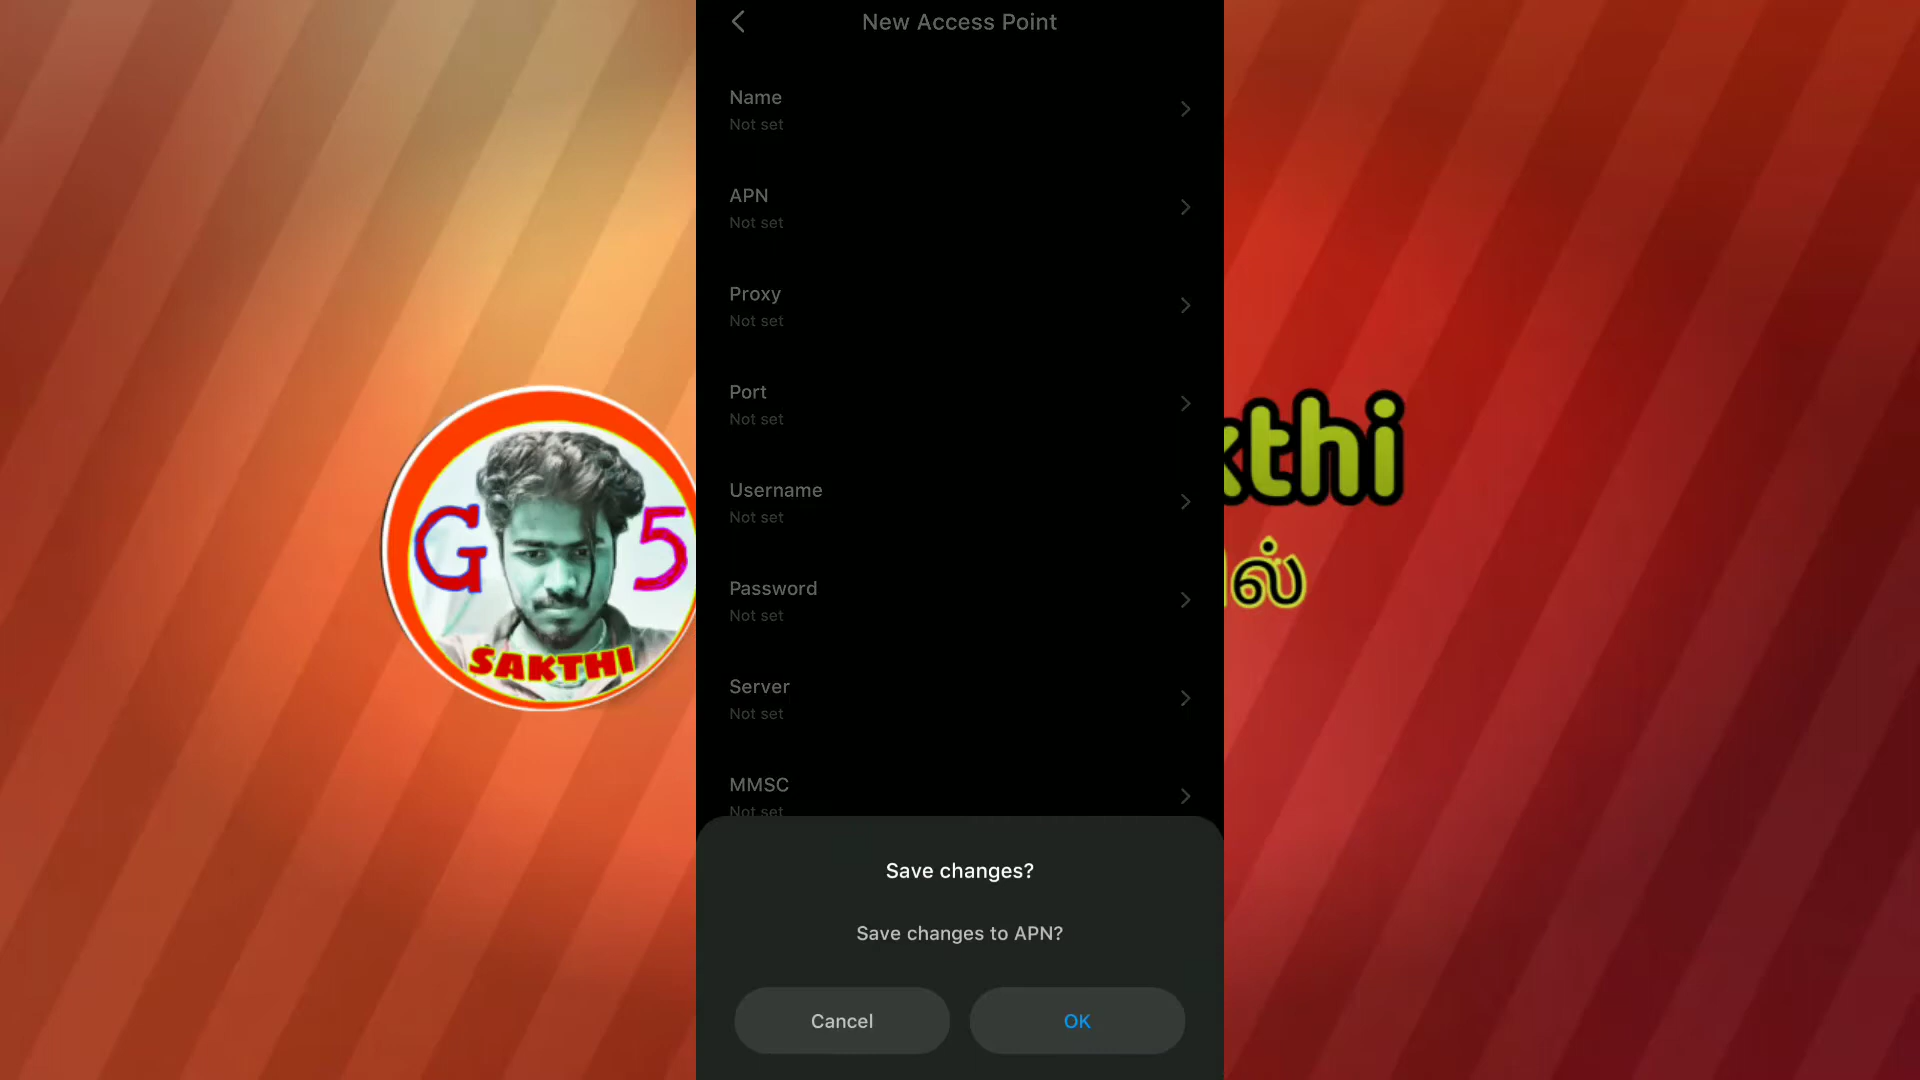 New Access Point
Name
Not set
APN
Not set
Proxy
Not set
Port
Not set
Username
Not set
Password
Not set
Server
Not set
MMSC
Not set
Save changes?
Save changes to APN?
Cancel
OK
G 5
SAKTHI
kthi
ில்